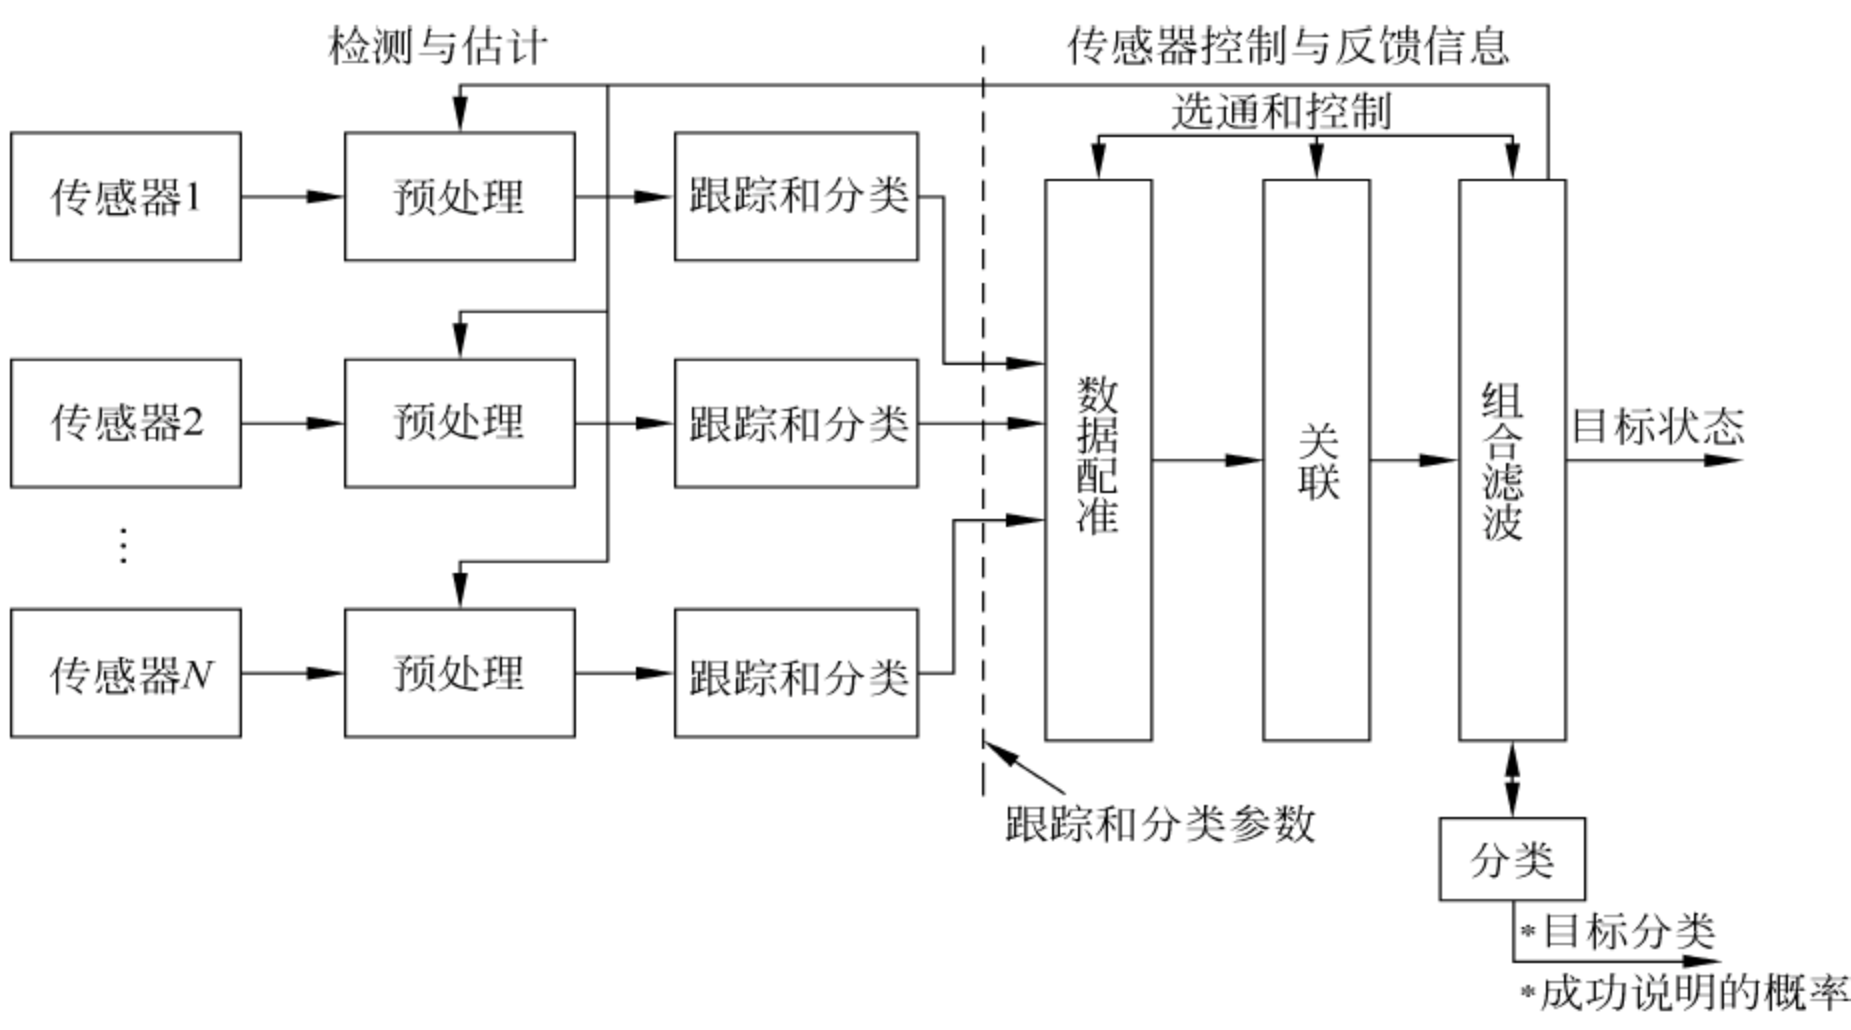 检测与估计
传感器控制与反馈信息
选通和控制
传感器1
预处理
跟踪和分类
传感器2
预处理
跟踪和分类
⋮
传感器N
预处理
跟踪和分类
数据配准
关联
组合滤波
目标状态
跟踪和分类参数
分类
*目标分类
*成功说明的概率